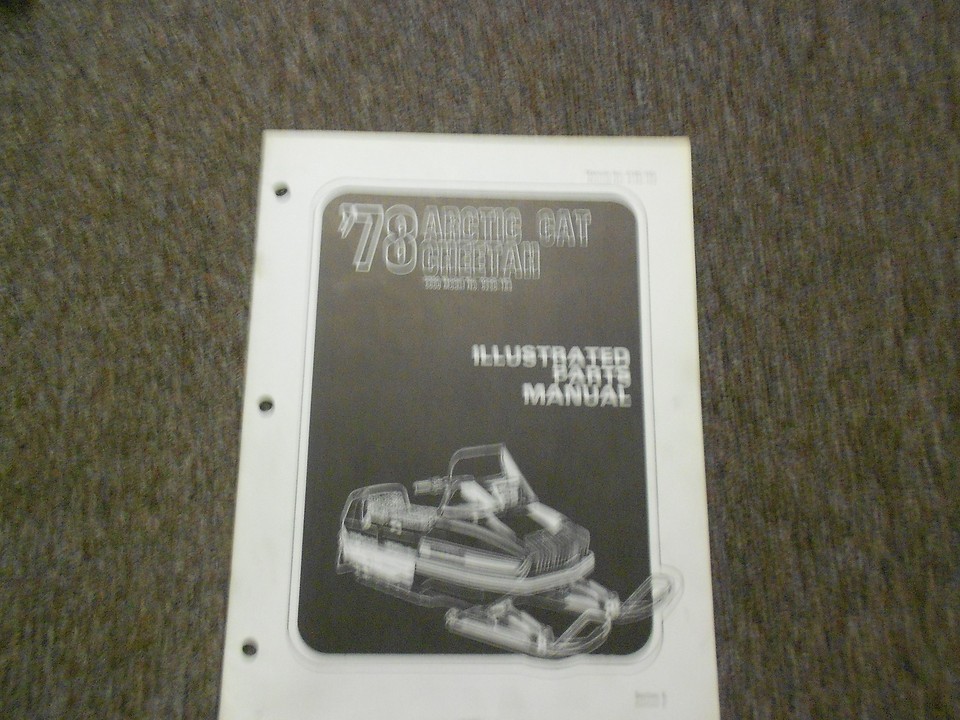 '78 ARCTIC CAT
CHEETAH
ILLUSTRATED
PARTS
MANUAL